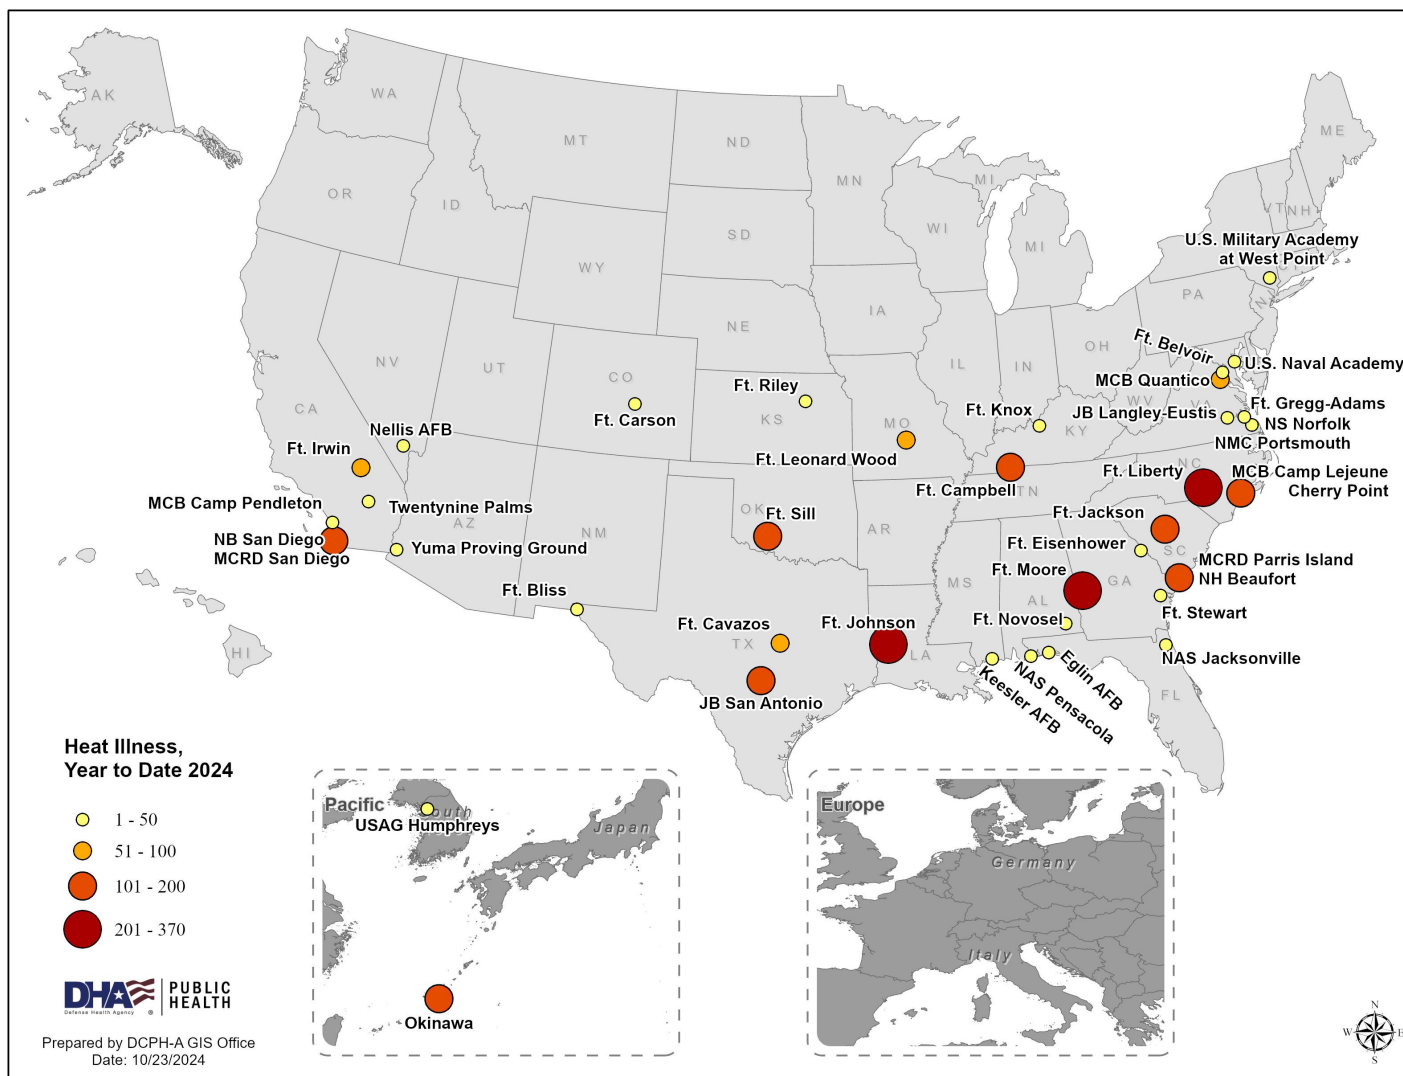 AK
WA
MT
ND
MN
ME
OR
ID
SD
WI
MI
MI
VT
NH
WY
U.S. Military Academy
at West Point
CT
NE
IA
PA
NJ
NV
UT
CO
IL
IN
OH
Ft. Belvoir
U.S. Naval Academy
MCB Quantico
WV
VA
CA
Ft. Carson
Ft. Riley
KS
MO
Ft. Knox
KY
JB Langley-Eustis
Ft. Gregg-Adams
NS Norfolk
NMC Portsmouth
Nellis AFB
Ft. Irwin
Ft. Leonard Wood
Ft. Campbell
TN
Ft. Liberty
NC
MCB Camp Lejeune
Cherry Point
MCB Camp Pendleton
Twentynine Palms
NB San Diego
MCRD San Diego
AZ
Yuma Proving Ground
NM
OK
Ft. Sill
AR
Ft. Jackson
SC
Ft. Eisenhower
Ft. Moore
GA
MCRD Parris Island
NH Beaufort
Ft. Bliss
MS
AL
Ft. Stewart
Ft. Cavazos
TX
Ft. Johnson
LA
Ft. Novosel
NAS Jacksonville
HI
JB San Antonio
Keesler AFB
NAS Pensacola
Eglin AFB
FL
Heat Illness,
Year to Date 2024
1 - 50
51 - 100
101 - 200
201 - 370
DHA
Defense Health Agency
®
PUBLIC
HEALTH
Prepared by DCPH-A GIS Office
Date: 10/23/2024
Pacific
South
USAG Humphreys
Japan
Okinawa
Europe
Germany
Italy
N
W
E
S